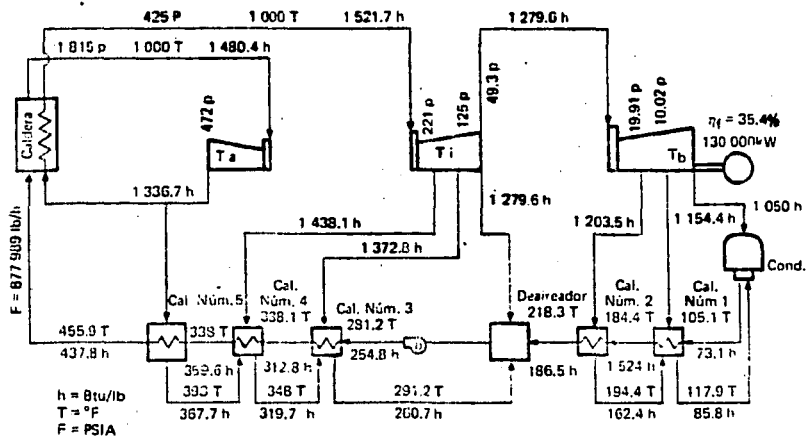 425 P 1 000 T 1 521.7 h 1 279.6 h
1 815 p 1 000 T 1 480.4 h
472 p
221 p
125 p
49.3 p
19.91 p
10.02 p
ηf = 35.4%
130 000kW
Caldera
Ta
Ti
Tb
1 336.7 h
1 279.6 h
1 438.1 h
1 372.8 h
1 203.5 h
1 154.4 h
1 050 h
Cond.
F = 877 989 lb/h
Cal. Núm. 5
Cal. Núm. 4
338.1 T
Cal. Núm. 3
281.2 T
Deaireador
218.3 T
Cal. Núm. 2
184.4 T
Cal. Núm 1
105.1 T
455.9 T
437.8 h
338 T
359.6 h
312.8 h
254.8 h
186.5 h
152.4 h
73.1 h
393 T
367.7 h
348 T
319.7 h
291.2 T
260.7 h
194.4 T
162.4 h
117.9 T
85.8 h
h = Btu/lb
T = °F
F = PSIA